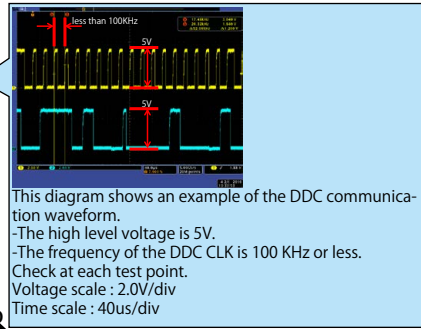 less than 100KHz
5V
5V
This diagram shows an example of the DDC communica-
tion waveform.
-The high level voltage is 5V.
-The frequency of the DDC CLK is 100 KHz or less.
Check at each test point.
Voltage scale : 2.0V/div
Time scale : 40us/div